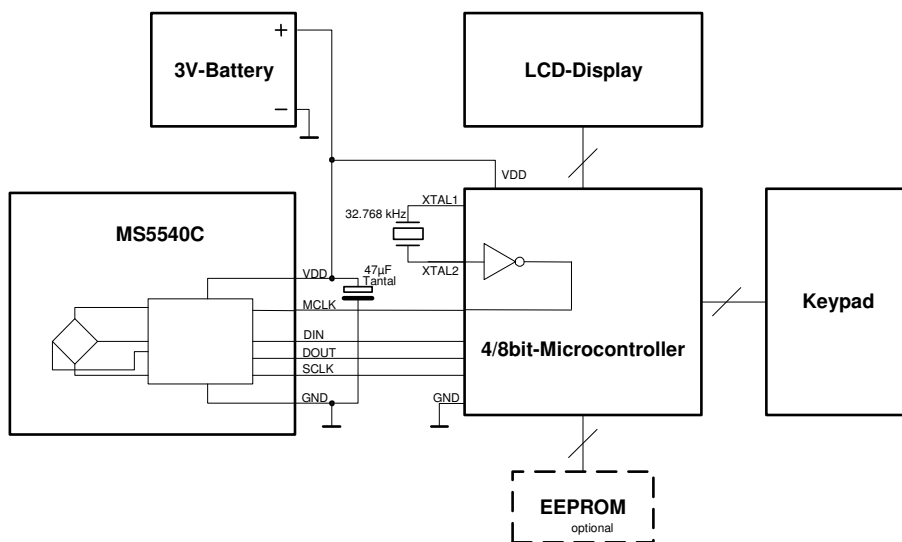 +
3V-Battery
−
LCD-Display
VDD
MS5540C
XTAL1
32.768 kHz
XTAL2
47µF
Tantal
VDD
MCLK
DIN
DOUT
SCLK
GND
GND
4/8bit-Microcontroller
Keypad
EEPROM
optional